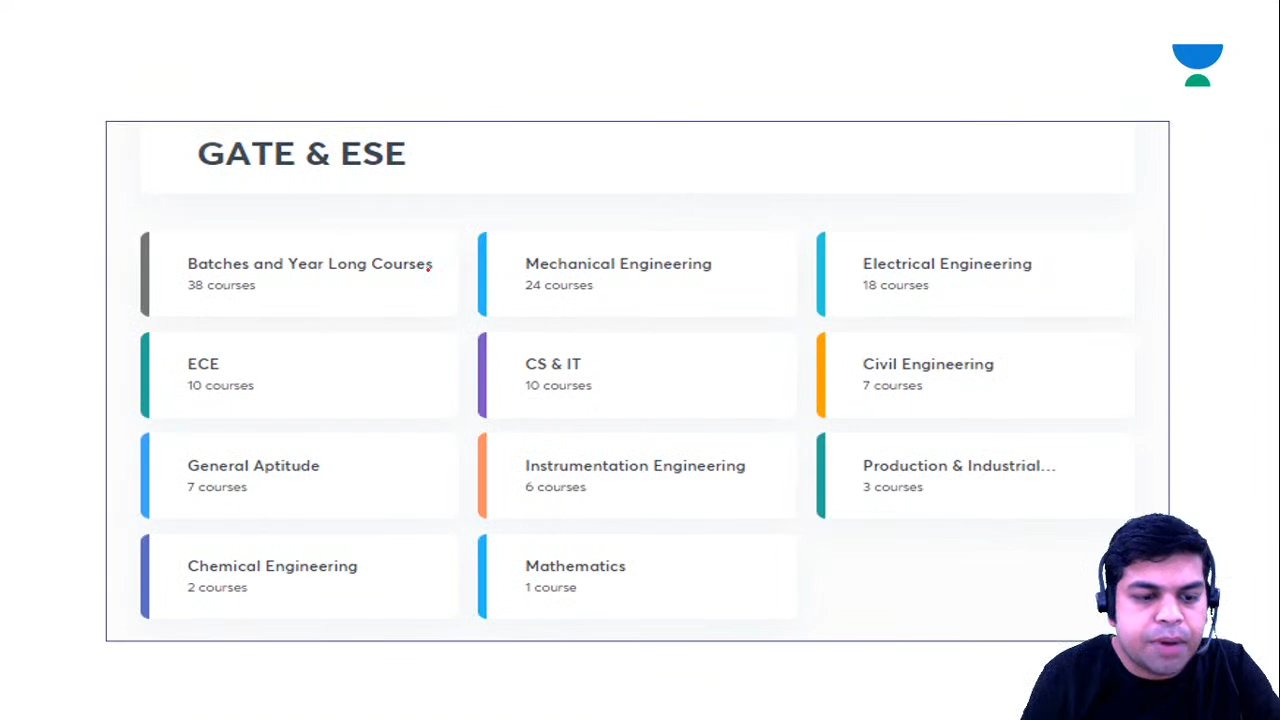 GATE & ESE
Batches and Year Long Courses
38 courses
Mechanical Engineering
24 courses
Electrical Engineering
18 courses
ECE
10 courses
CS & IT
10 courses
Civil Engineering
7 courses
General Aptitude
7 courses
Instrumentation Engineering
6 courses
Production & Industrial...
3 courses
Chemical Engineering
2 courses
Mathematics
1 course